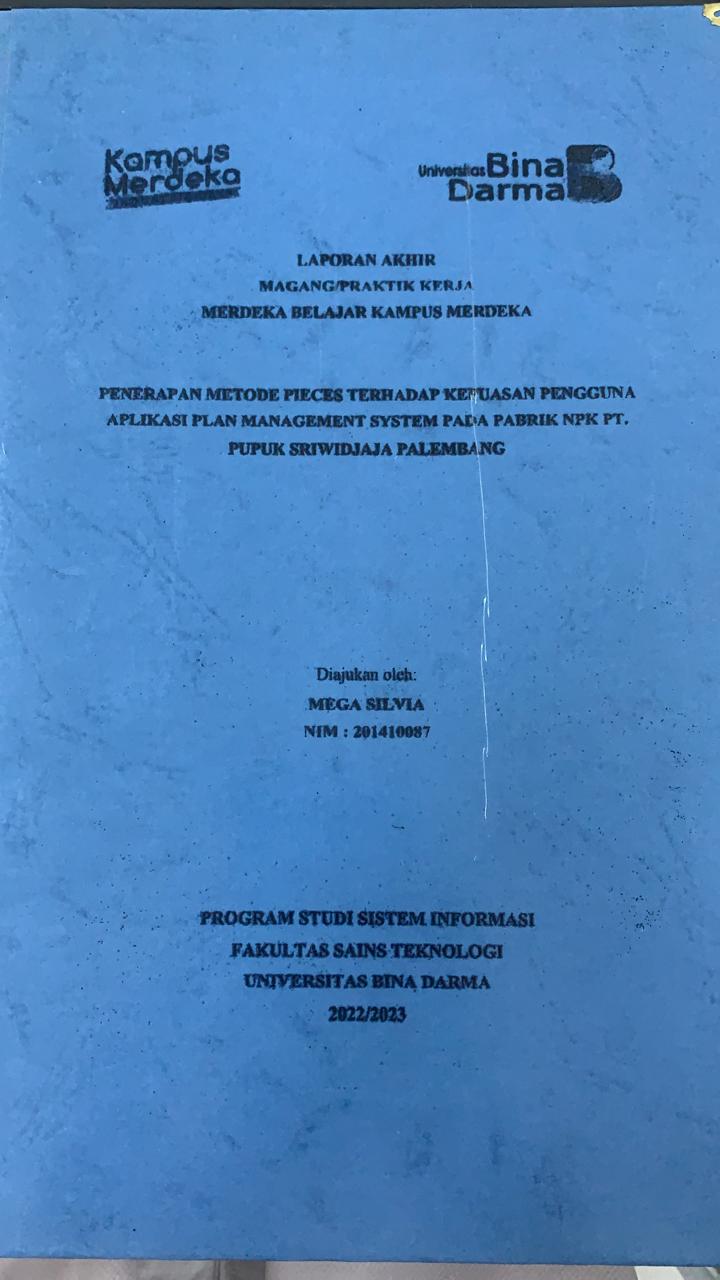 Kampus
Merdeka
Universitas Bina
Darma
LAPORAN AKHIR
MAGANG/PRAKTIK KERJA
MERDEKA BELAJAR KAMPUS MERDEKA
PENERAPAN METODE PIECES TERHADAP KEPUASAN PENGGUNA
APLIKASI PLAN MANAGEMENT SYSTEM PADA PABRIK NPK PT.
PUPUK SRIWIDJAJA PALEMBANG
Diajukan oleh:
MEGA SILVIA
NIM : 201410087
PROGRAM STUDI SISTEM INFORMASI
FAKULTAS SAINS TEKNOLOGI
UNIVERSITAS BINA DARMA
2022/2023